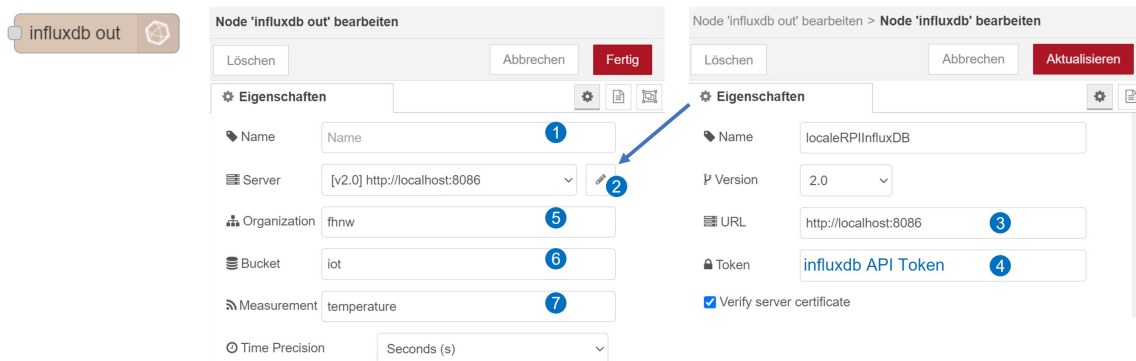 influxdb out
Node 'influxdb out' bearbeiten
Löschen
Abbrechen
Fertig
Eigenschaften
Name
Name
1
Server
[v2.0] http://localhost:8086
2
Organization
fhnw
5
Bucket
iot
6
Measurement
temperature
7
Time Precision
Seconds (s)
Node 'influxdb out' bearbeiten > Node 'influxdb' bearbeiten
Löschen
Abbrechen
Aktualisieren
Eigenschaften
Name
localeRPIInfluxDB
Version
2.0
URL
http://localhost:8086
3
Token
influxdb API Token
4
Verify server certificate